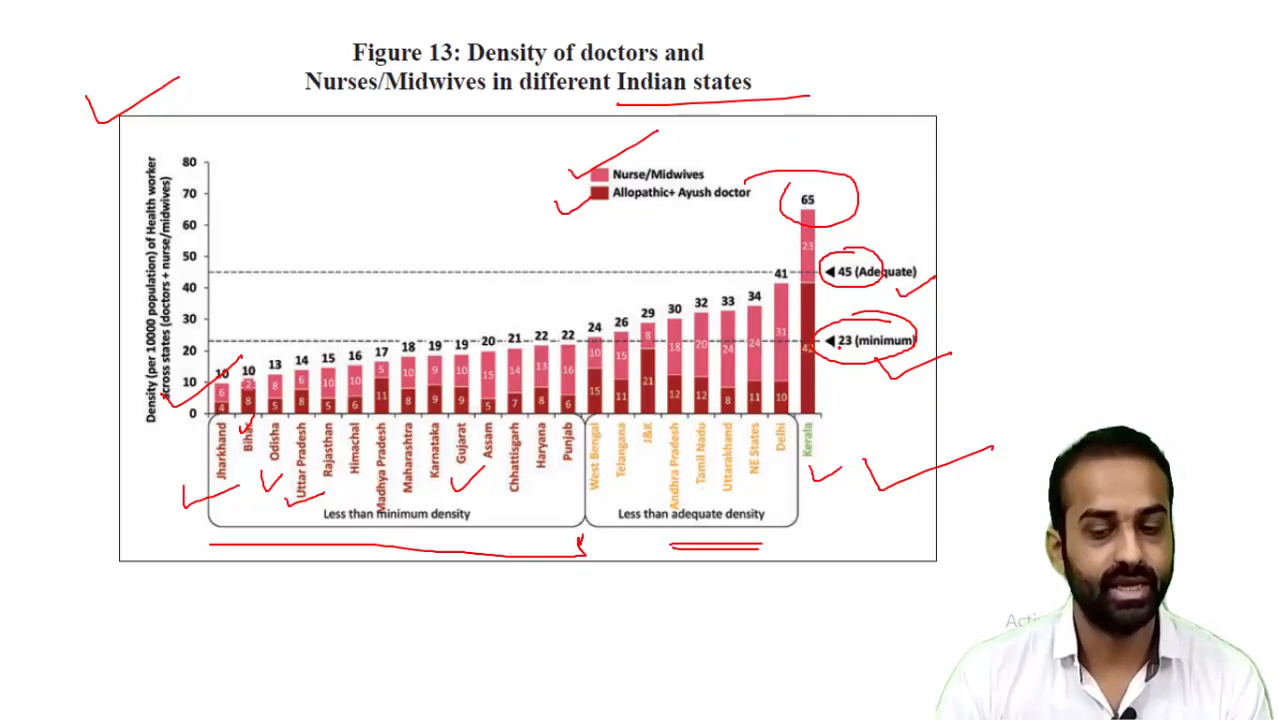 Figure 13: Density of doctors and
Nurses/Midwives in different Indian states
Density (per 10000 population) of Health worker
across states (doctors + nurse/midwives)
80
70
60
50
40
30
20
10
0
Nurse/Midwives
Allopathic+ Ayush doctor
10 10 13 14 15 16 17 18 19 19 20 21 22 22 24 26 29 30 32 33 34 41 65
6 2 8 6 10 10 5 10 9 10 15 14 13 16 10 15 8 18 20 24 24 31 23
4 8 5 8 5 6 11 8 9 9 5 7 8 6 15 11 21 12 12 8 11 10
45 (Adequate)
23 (minimum)
Jharkhand
Bihar
Odisha
Uttar Pradesh
Rajasthan
Himachal
Madhya Pradesh
Maharashtra
Karnataka
Gujarat
Assam
Chhattisgarh
Haryana
Punjab
West Bengal
Telangana
J&K
Andhra Pradesh
Tamil Nadu
Uttarakhand
NE States
Delhi
Kerala
Less than minimum density
Less than adequate density